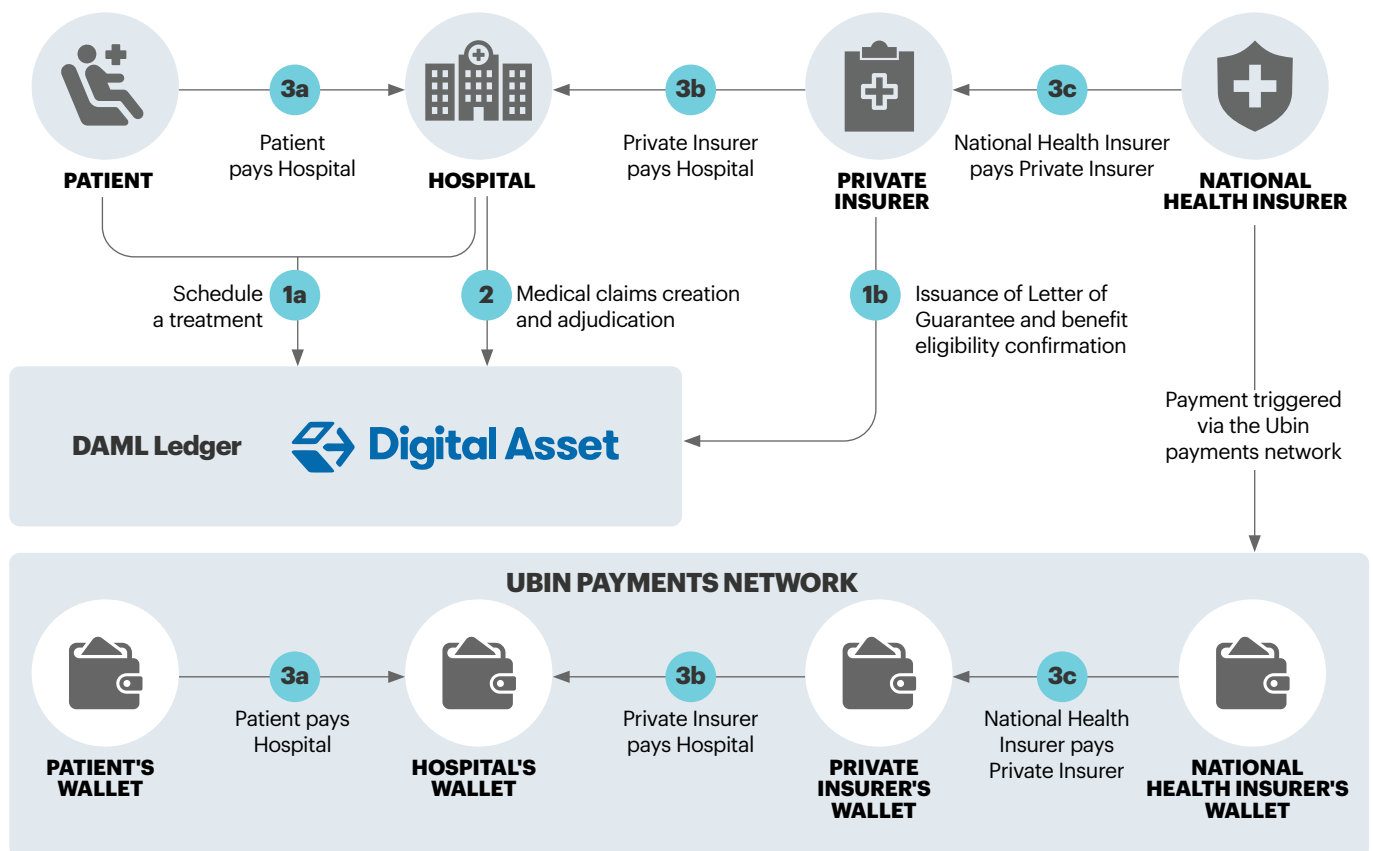 3a
3b
3c
Patient
pays Hospital
Private Insurer
pays Hospital
National Health Insurer
pays Private Insurer
PATIENT
HOSPITAL
PRIVATE
INSURER
NATIONAL
HEALTH INSURER
Schedule
a treatment
1a
2
Medical claims creation
and adjudication
1b
Issuance of Letter of
Guarantee and benefit
eligibility confirmation
Payment triggered
via the Ubin
payments network
DAML Ledger
Digital Asset
UBIN PAYMENTS NETWORK
3a
3b
3c
Patient pays
Hospital
Private Insurer
pays Hospital
National Health
Insurer pays
Private Insurer
PATIENT'S
WALLET
HOSPITAL'S
WALLET
PRIVATE
INSURER'S
WALLET
NATIONAL
HEALTH INSURER'S
WALLET